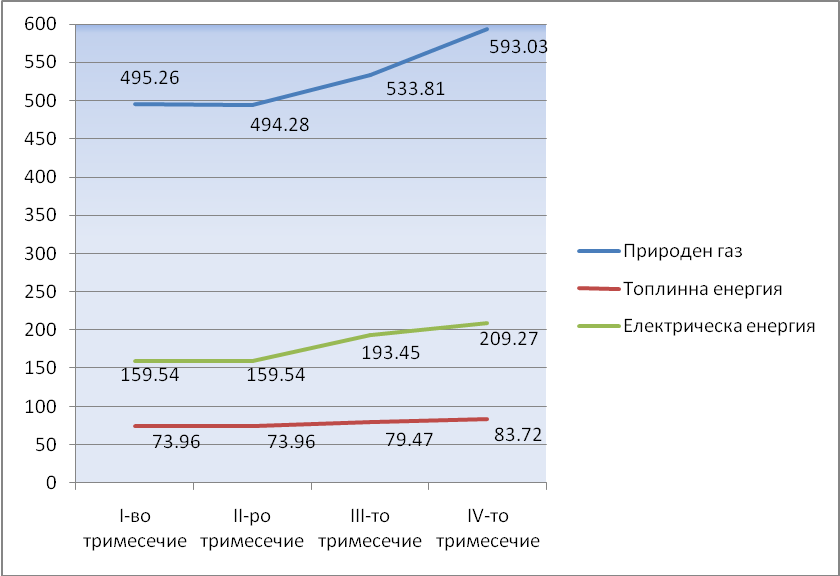 600
550
500
450
400
350
300
250
200
150
100
50
0
495.26
494.28
533.81
593.03
159.54
159.54
193.45
209.27
73.96
73.96
79.47
83.72
I-во
тримесечие
II-ро
тримесечие
III-то
тримесечие
IV-то
тримесечие
Природен газ
Топлинна енергия
Електрическа енергия